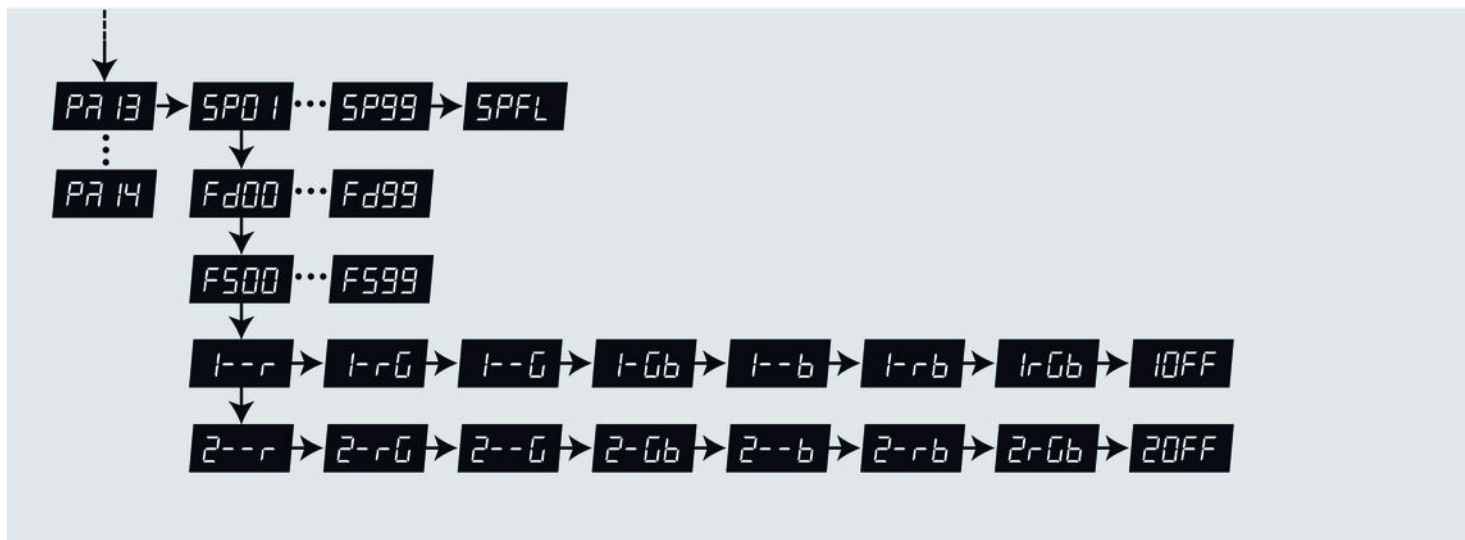 PA13 SP01 ... SP99 SPFL
PA14 Fd00 ... Fd99
FS00 ... FS99
1--r 1-rG 1--G 1-Gb 1--b 1-rb 1rGb 1OFF
2--r 2-rG 2--G 2-Gb 2--b 2-rb 2rGb 2OFF